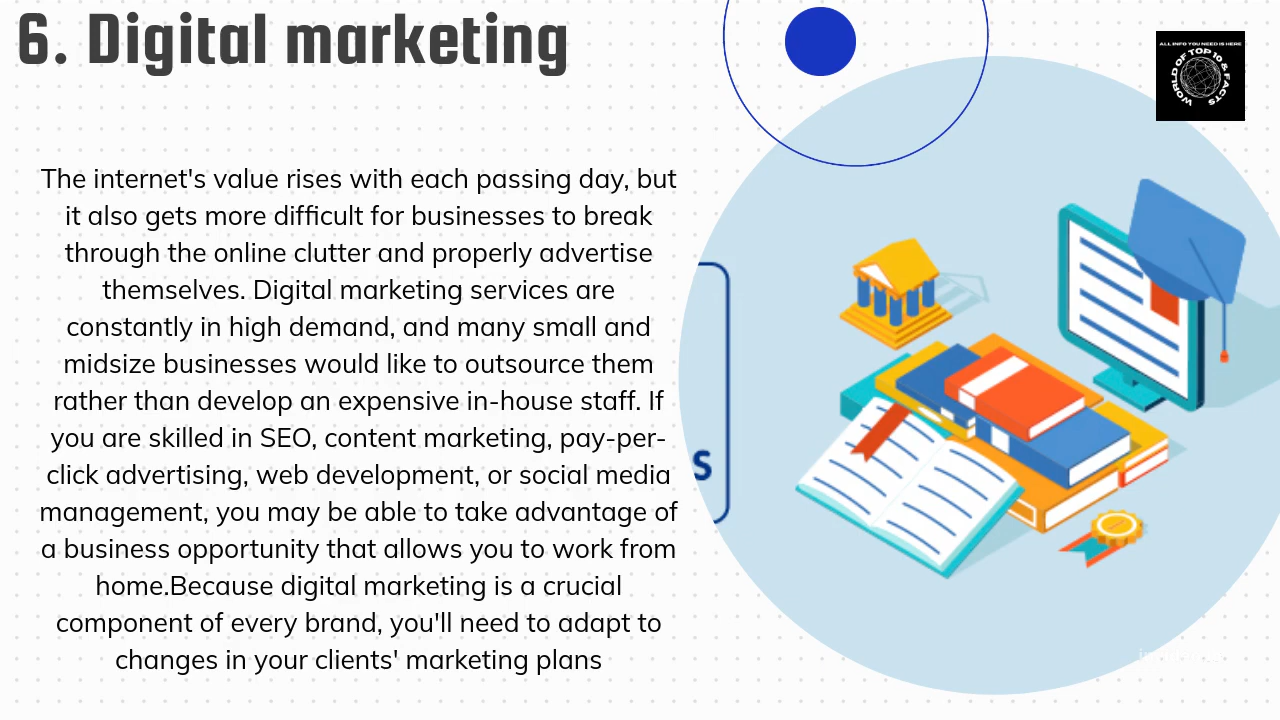 6. Digital marketing
ALL INFO YOU NEED IS HERE
WORLD OF TOP 10 & FACTS
The internet's value rises with each passing day, but
it also gets more difficult for businesses to break
through the online clutter and properly advertise
themselves. Digital marketing services are
constantly in high demand, and many small and
midsize businesses would like to outsource them
rather than develop an expensive in-house staff. If
you are skilled in SEO, content marketing, pay-per-
click advertising, web development, or social media
management, you may be able to take advantage of
a business opportunity that allows you to work from
home.Because digital marketing is a crucial
component of every brand, you'll need to adapt to
changes in your clients' marketing plans
S